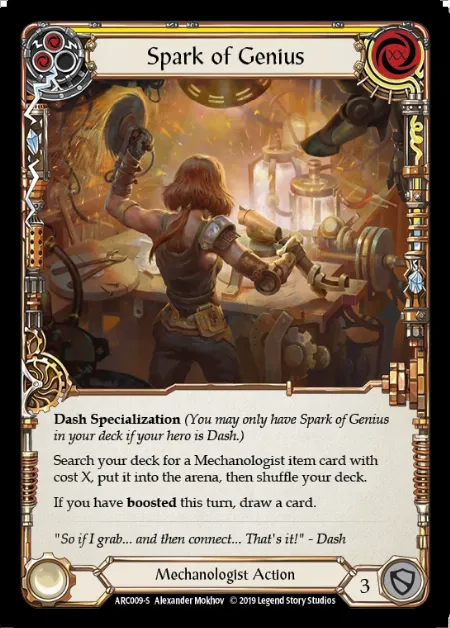 Spark of Genius
XX
Dash Specialization (You may only have Spark of Genius
in your deck if your hero is Dash.)
Search your deck for a Mechanologist item card with
cost X, put it into the arena, then shuffle your deck.
If you have boosted this turn, draw a card.
"So if I grab... and then connect... That's it!" - Dash
Mechanologist Action
3
ARC009-S Alexander Mokhov © 2019 Legend Story Studios